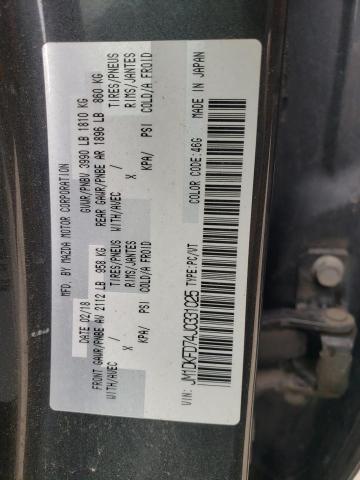 MFD. BY MAZDA MOTOR CORPORATION
DATE: 02/18 GVWR/PNBV 3990 LB 1810 KG
FRONT GAWR/PNBE AV 2112 LB 958 KG REAR GAWR/PNBE AR 1896 LB 860 KG
WITH/AVEC TIRES/PNEUS WITH/AVEC TIRES/PNEUS
X RIMS/JANTES X RIMS/JANTES
KPA/ PSI COLD/A FROID KPA/ PSI COLD/A FROID
VIN: JM1DKFD74J0331025 TYPE:PC/VT COLOR CODE:46G MADE IN JAPAN